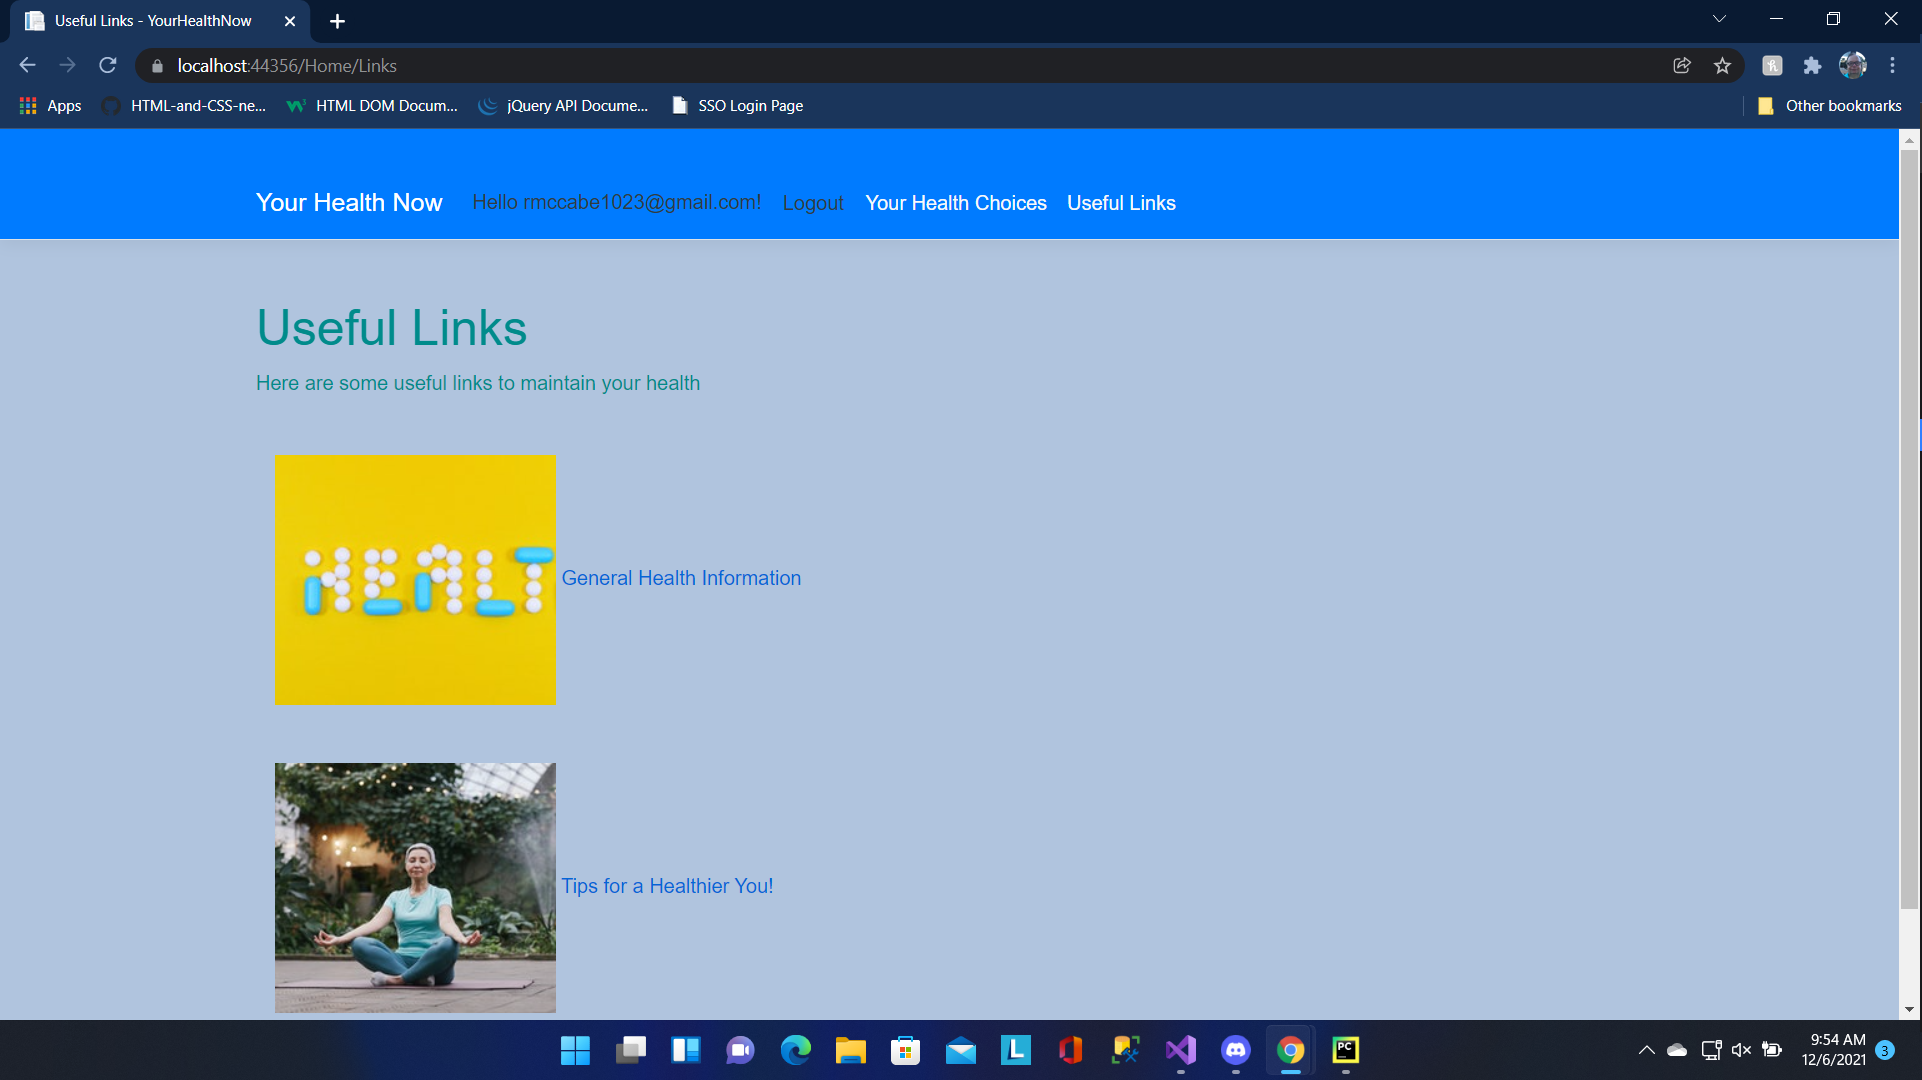 Useful Links - YourHealthNow
localhost:44356/Home/Links
Apps HTML-and-CSS-ne... HTML DOM Docum... jQuery API Docume... SSO Login Page Other bookmarks
Your Health Now Hello rmccabe1023@gmail.com! Logout Your Health Choices Useful Links
Useful Links
Here are some useful links to maintain your health
HEALT
General Health Information
Tips for a Healthier You!
L
PC
9:54 AM
12/6/2021
3